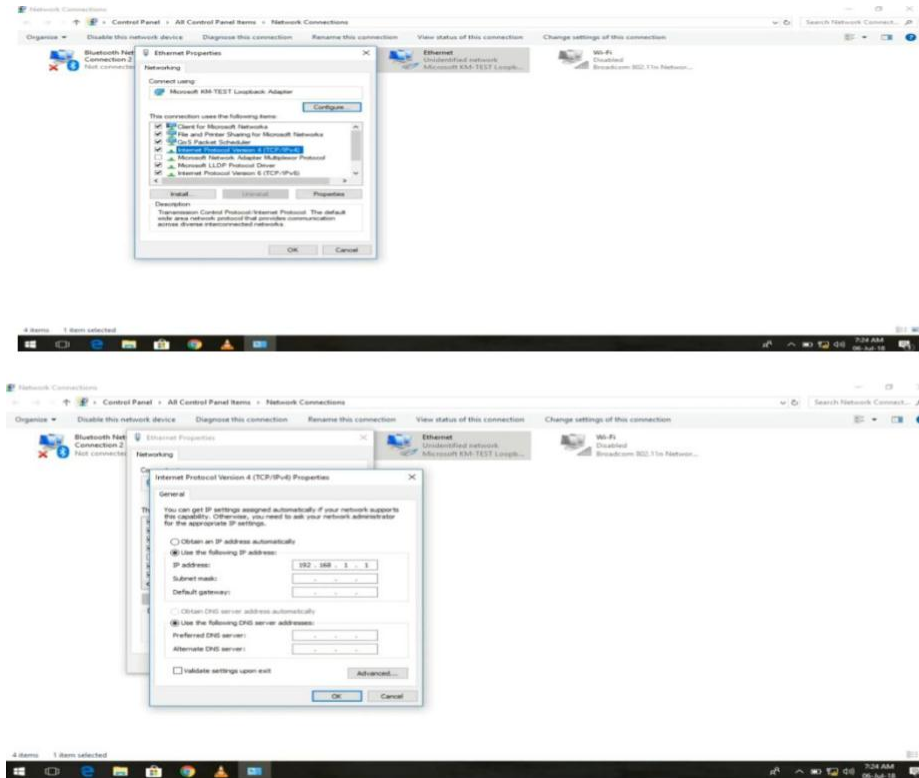 Network Connections
Control Panel > All Control Panel Items > Network Connections
Search Network Connect...
Organize Disable this network device Diagnose this connection Rename this connection View status of this connection Change settings of this connection
Bluetooth Net
Connection 2
Not connected
Ethernet Properties
Networking
Connect using:
Microsoft KM-TEST Loopback Adapter
Configure...
This connection uses the following items:
Client for Microsoft Networks
File and Printer Sharing for Microsoft Networks
QoS Packet Scheduler
Internet Protocol Version 4 (TCP/IPv4)
Microsoft Network Adapter Multiplexor Protocol
Microsoft LLDP Protocol Driver
Internet Protocol Version 6 (TCP/IPv6)
Install... Uninstall Properties
Description
Transmission Control Protocol/Internet Protocol. The default
wide area network protocol that provides communication
across diverse interconnected networks.
OK Cancel
Ethernet
Unidentified network
Microsoft KM-TEST Loopb...
Wi-Fi
Disabled
Broadcom 802.11n Networ...
4 items 1 item selected
7:24 AM
06-Jul-18
Network Connections
Control Panel > All Control Panel Items > Network Connections
Search Network Connect...
Organize Disable this network device Diagnose this connection Rename this connection View status of this connection Change settings of this connection
Bluetooth Net
Connection 2
Not connected
Ethernet Properties
Networking
Internet Protocol Version 4 (TCP/IPv4) Properties
General
You can get IP settings assigned automatically if your network supports
this capability. Otherwise, you need to ask your network administrator
for the appropriate IP settings.
Obtain an IP address automatically
Use the following IP address:
IP address: 192 . 168 . 1 . 1
Subnet mask: . . .
Default gateway: . . .
Obtain DNS server address automatically
Use the following DNS server addresses:
Preferred DNS server: . . .
Alternate DNS server: . . .
Validate settings upon exit Advanced...
OK Cancel
Ethernet
Unidentified network
Microsoft KM-TEST Loopb...
Wi-Fi
Disabled
Broadcom 802.11n Networ...
4 items 1 item selected
7:24 AM
06-Jul-18